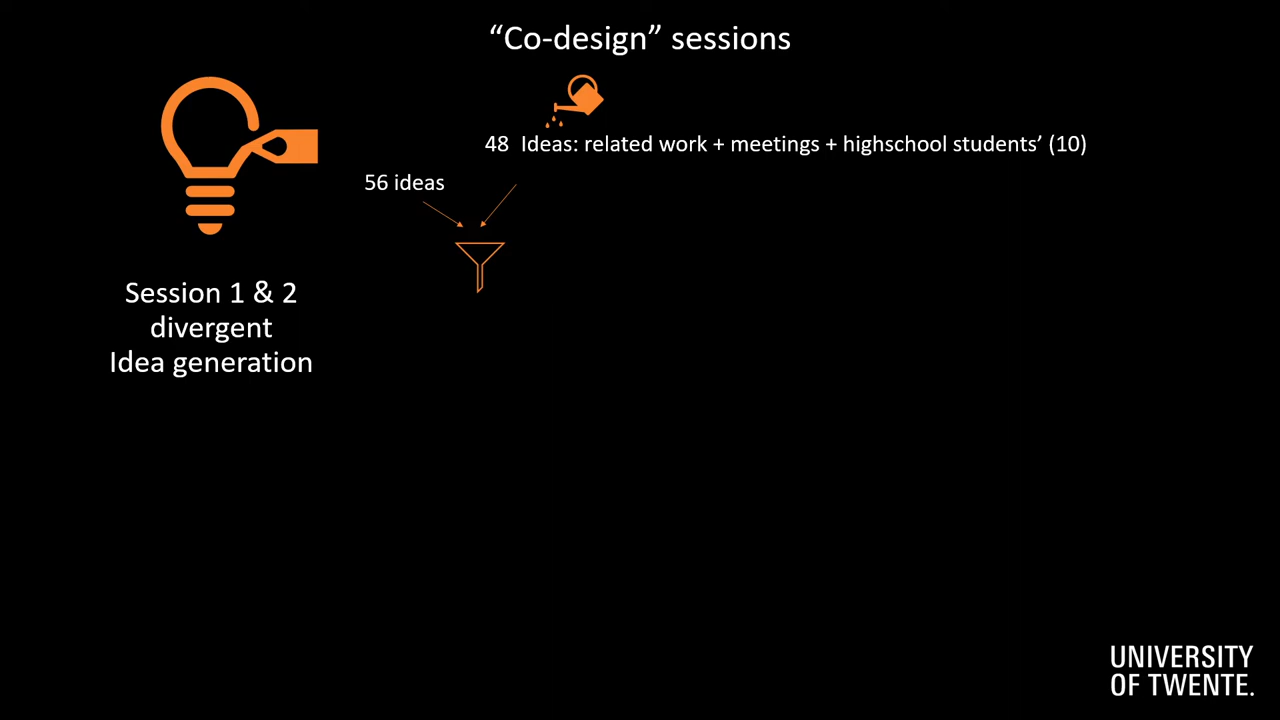 “Co-design” sessions
48 Ideas: related work + meetings + highschool students’ (10)
56 ideas
Session 1 & 2
divergent
Idea generation
UNIVERSITY
OF TWENTE.